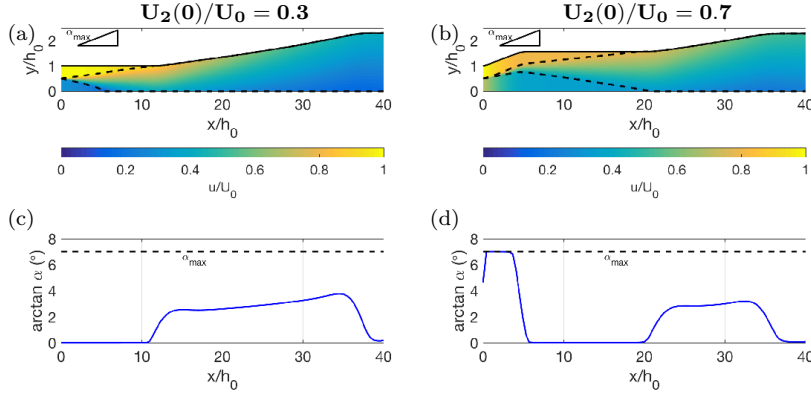 U₂(0)/U₀ = 0.3
U₂(0)/U₀ = 0.7
(a)
αmax
y/h₀
2
1
0
0 10 20 30 40
x/h₀
(b)
αmax
y/h₀
2
1
0
0 10 20 30 40
x/h₀
0 0.2 0.4 0.6 0.8 1
u/U₀
0 0.2 0.4 0.6 0.8 1
u/U₀
(c)
arctan α (°)
8
6
4
2
0
αmax
0 10 20 30 40
x/h₀
(d)
arctan α (°)
8
6
4
2
0
αmax
0 10 20 30 40
x/h₀